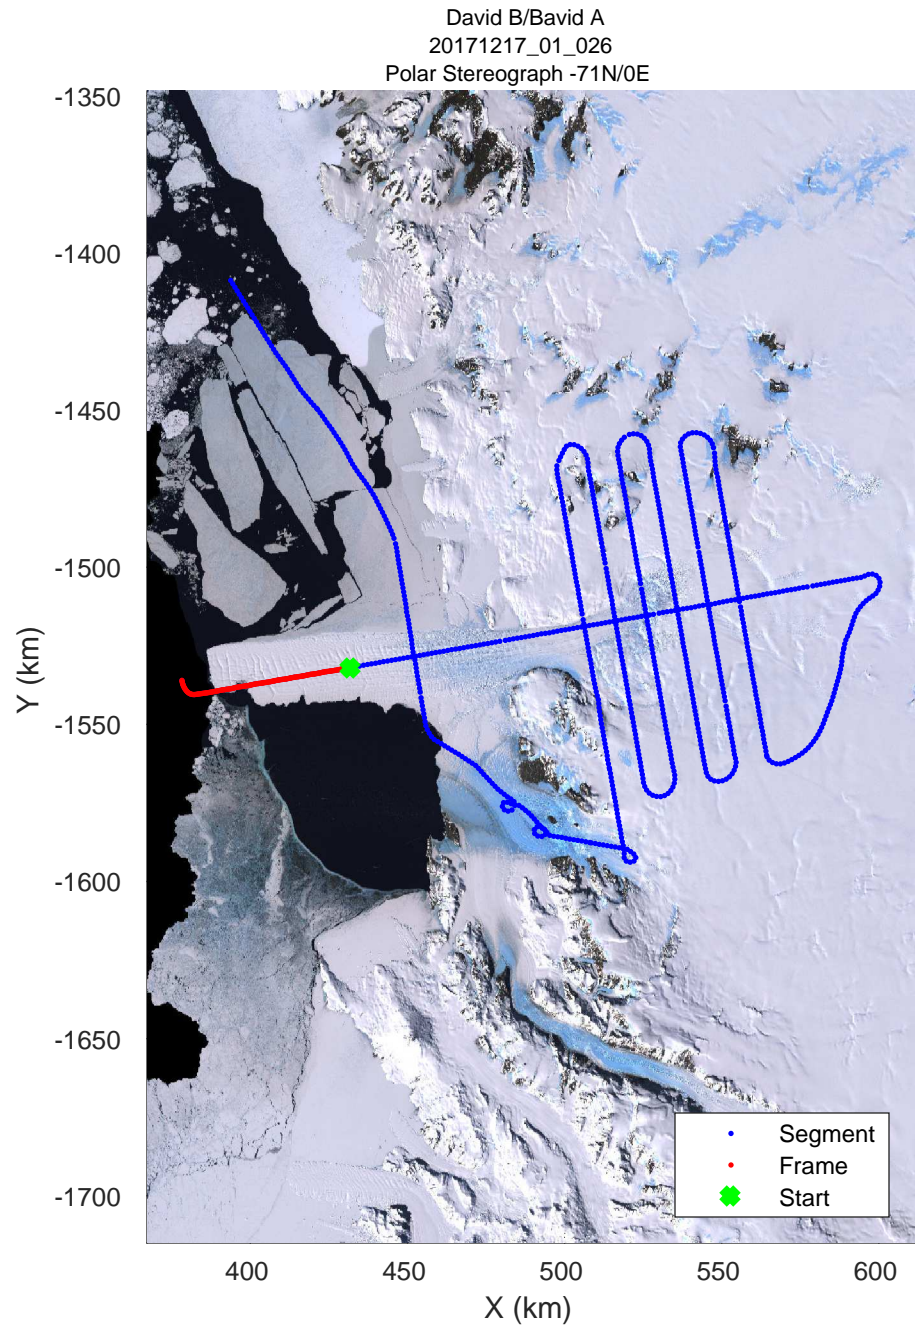 David B/Bavid A
20171217_01_026
Polar Stereograph -71N/0E
-1350
-1400
-1450
-1500
-1550
-1600
-1650
-1700
Y (km)
400
450
500
550
600
X (km)
Segment
Frame
Start